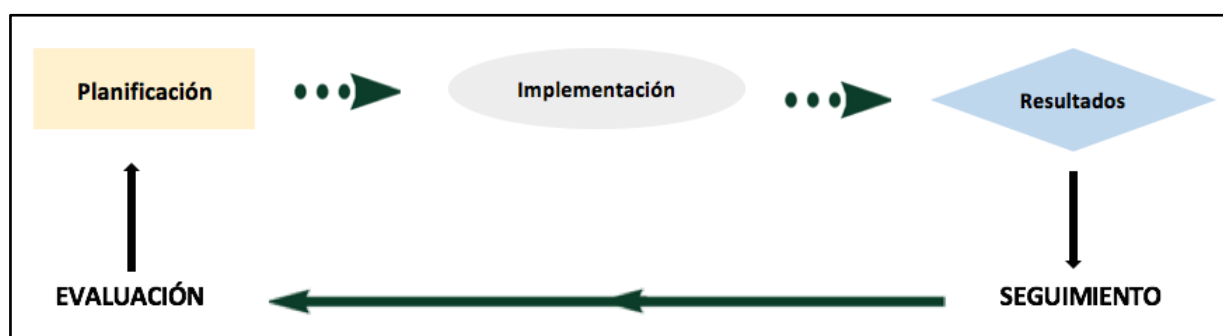 Planificación
Implementación
Resultados
EVALUACIÓN
SEGUIMIENTO